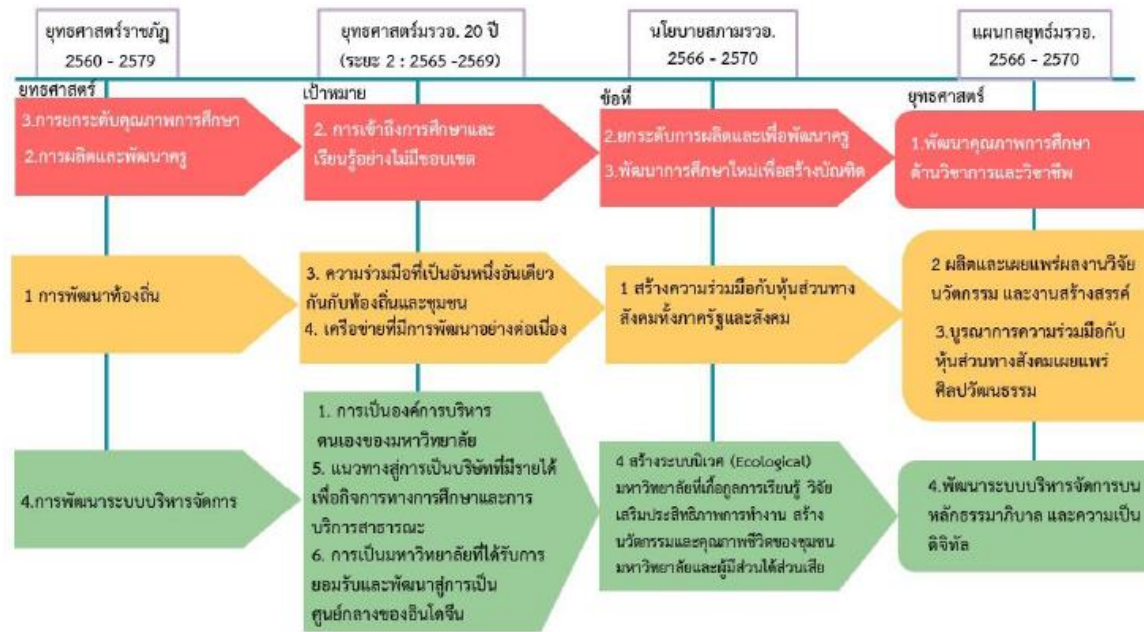 ยุทธศาสตร์ราชภัฏ
2560 - 2579
ยุทธศาสตร์มรวอ. 20 ปี
(ระยะ 2 : 2565 -2569)
นโยบายสภามรวอ.
2566 - 2570
แผนกลยุทธ์มรวอ.
2566 - 2570
ยุทธศาสตร์
เป้าหมาย
ข้อที่
ยุทธศาสตร์
3.การยกระดับคุณภาพการศึกษา
2.การผลิตและพัฒนาครู
2. การเข้าถึงการศึกษาและ
เรียนรู้อย่างไม่มีขอบเขต
2.ยกระดับการผลิตและเพื่อพัฒนาครู
3.พัฒนาการศึกษาใหม่เพื่อสร้างบัณฑิต
1.พัฒนาคุณภาพการศึกษา
ด้านวิชาการและวิชาชีพ
1 การพัฒนาท้องถิ่น
3. ความร่วมมือที่เป็นอันหนึ่งอันเดียว
กันกับท้องถิ่นและชุมชน
4. เครือข่ายที่มีการพัฒนาอย่างต่อเนื่อง
1 สร้างความร่วมมือกับหุ้นส่วนทาง
สังคมทั้งภาครัฐและสังคม
2 ผลิตและเผยแพร่ผลงานวิจัย
นวัตกรรม และงานสร้างสรรค์
3.บูรณาการความร่วมมือกับ
หุ้นส่วนทางสังคมเผยแพร่
ศิลปวัฒนธรรม
4.การพัฒนาระบบบริหารจัดการ
1. การเป็นองค์การบริหาร
ตนเองของมหาวิทยาลัย
5. แนวทางสู่การเป็นบริษัทที่มีรายได้
เพื่อกิจการทางการศึกษาและการ
บริการสาธารณะ
6. การเป็นมหาวิทยาลัยที่ได้รับการ
ยอมรับและพัฒนาสู่การเป็น
ศูนย์กลางของอินโดจีน
4 สร้างระบบนิเวศ (Ecological)
มหาวิทยาลัยที่เกื้อกูลการเรียนรู้ วิจัย
เสริมประสิทธิภาพการทำงาน สร้าง
นวัตกรรมและคุณภาพชีวิตของชุมชน
มหาวิทยาลัยและผู้มีส่วนได้ส่วนเสีย
4.พัฒนาระบบบริหารจัดการบน
หลักธรรมาภิบาล และความเป็น
ดิจิทัล